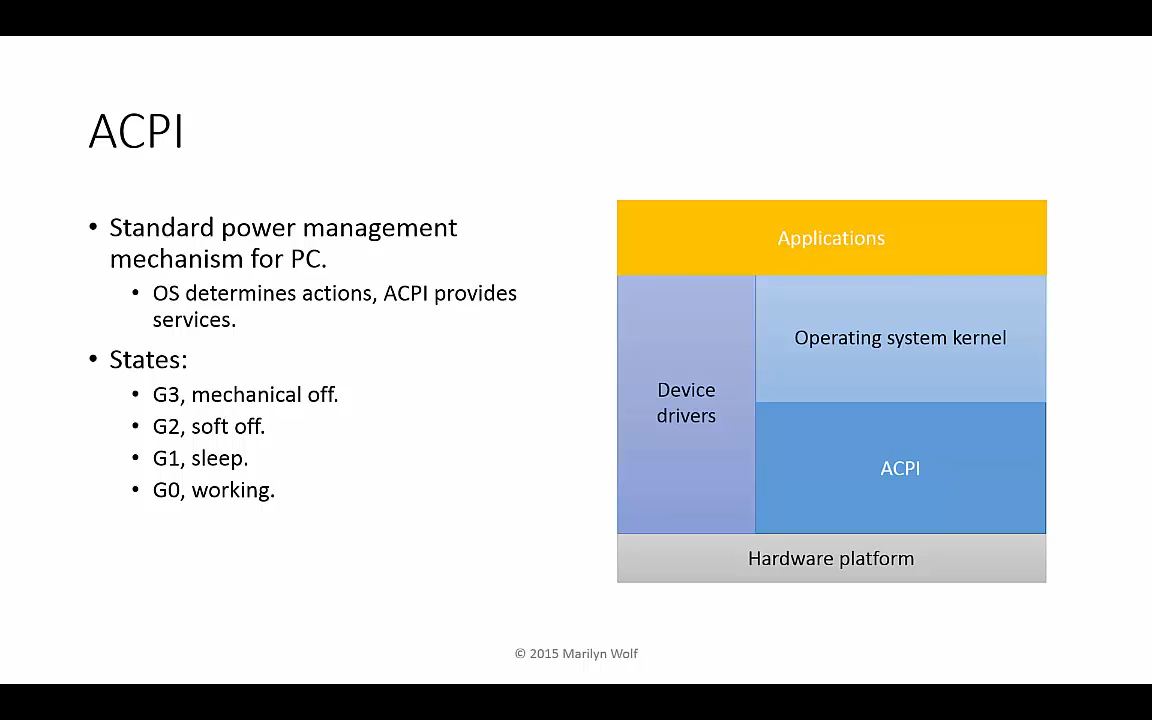 ACPI
• Standard power management
mechanism for PC.
• OS determines actions, ACPI provides
services.
• States:
• G3, mechanical off.
• G2, soft off.
• G1, sleep.
• G0, working.
Applications
Operating system kernel
Device
drivers
ACPI
Hardware platform
© 2015 Marilyn Wolf